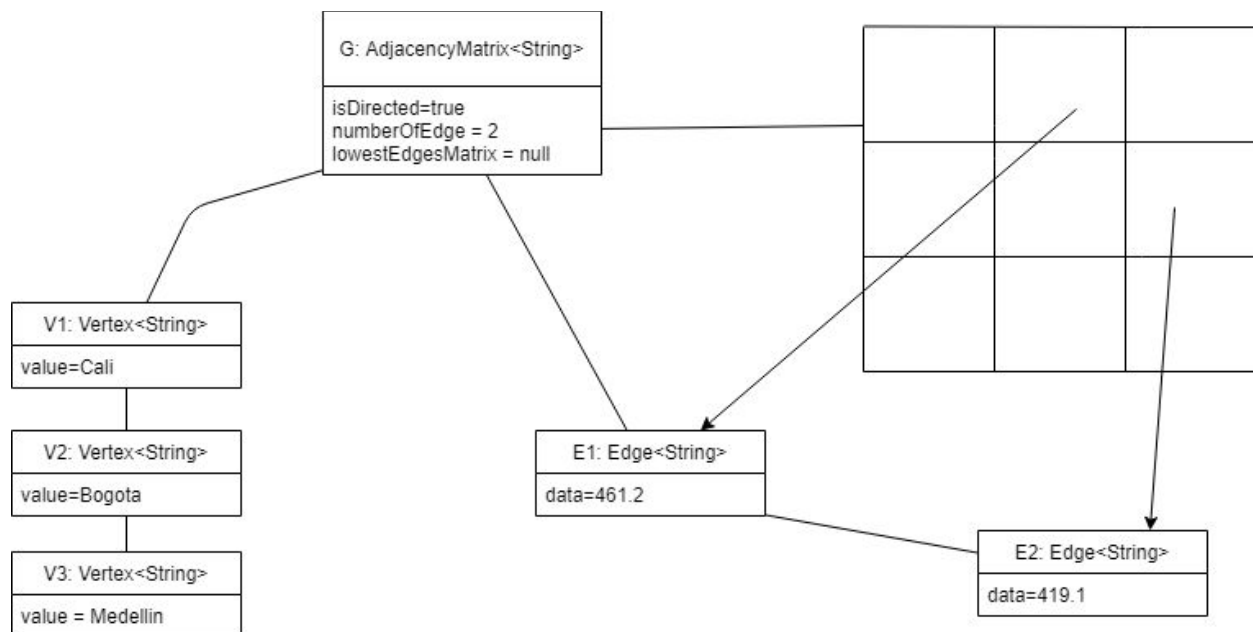 G: AdjacencyMatrix<String>
isDirected=true
numberOfEdge = 2
lowestEdgesMatrix = null
V1: Vertex<String>
value=Cali
V2: Vertex<String>
value=Bogota
V3: Vertex<String>
value = Medellin
E1: Edge<String>
data=461.2
E2: Edge<String>
data=419.1